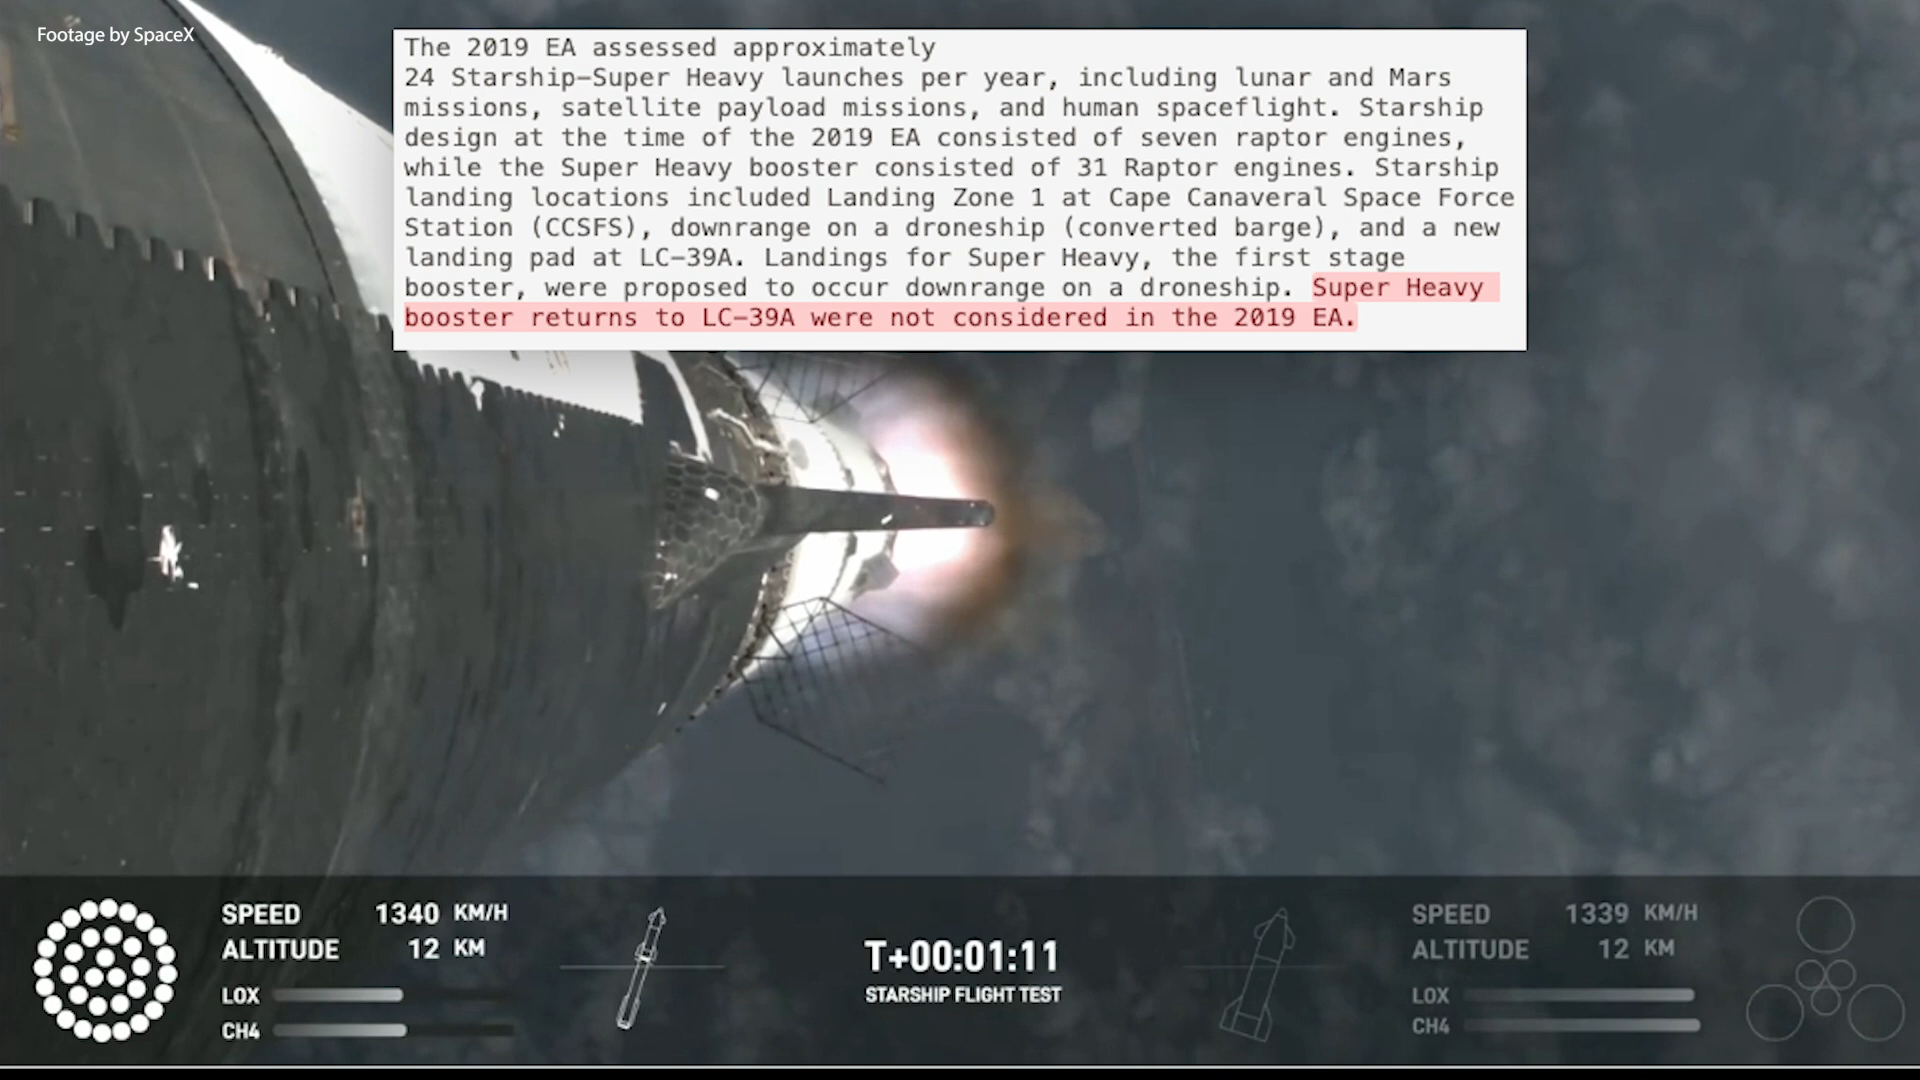 Footage by SpaceX
The 2019 EA assessed approximately
24 Starship-Super Heavy launches per year, including lunar and Mars
missions, satellite payload missions, and human spaceflight. Starship
design at the time of the 2019 EA consisted of seven raptor engines,
while the Super Heavy booster consisted of 31 Raptor engines. Starship
landing locations included Landing Zone 1 at Cape Canaveral Space Force
Station (CCSFS), downrange on a droneship (converted barge), and a new
landing pad at LC-39A. Landings for Super Heavy, the first stage
booster, were proposed to occur downrange on a droneship. Super Heavy
booster returns to LC-39A were not considered in the 2019 EA.
SPEED 1340 KM/H
ALTITUDE 12 KM
LOX
CH4
T+00:01:11
STARSHIP FLIGHT TEST
SPEED 1339 KM/H
ALTITUDE 12 KM
LOX
CH4